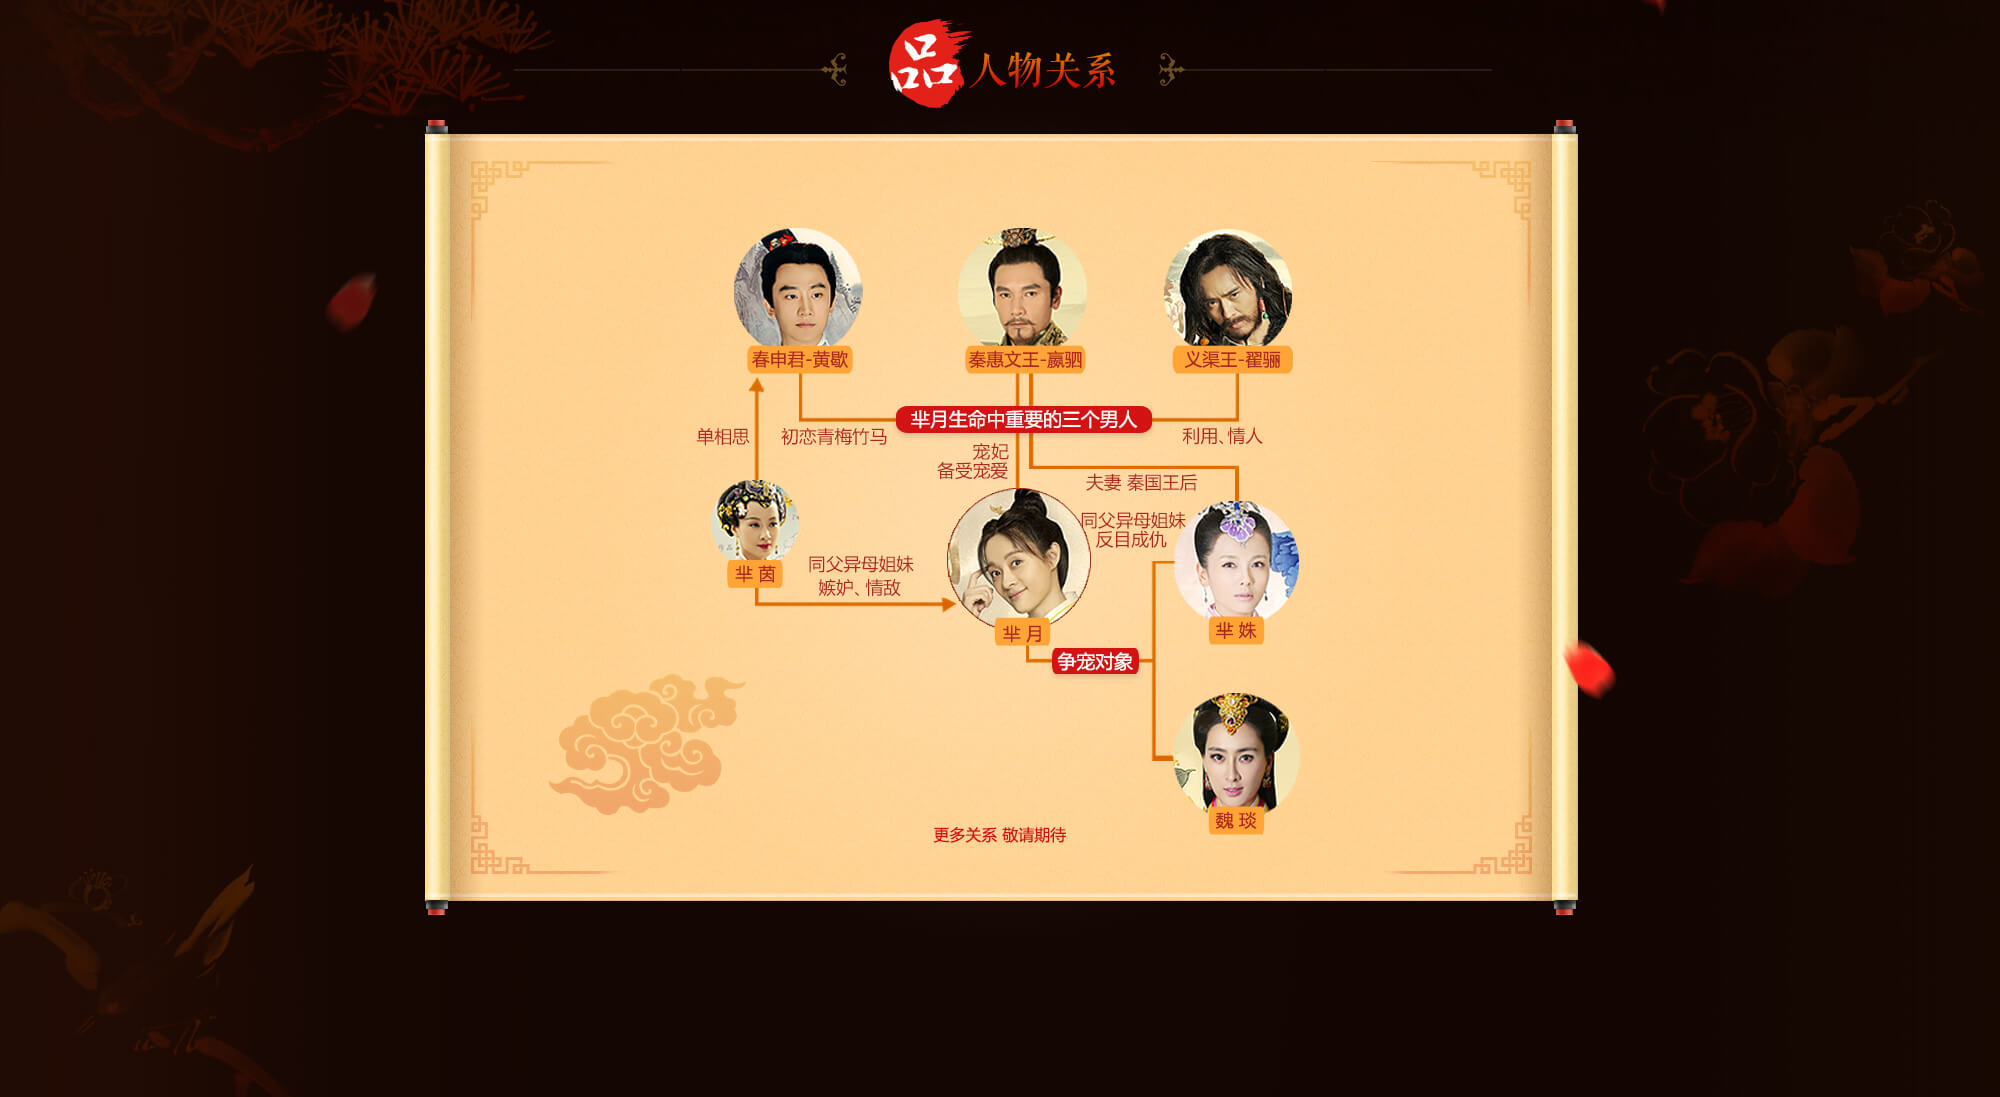 品人物关系
春申君-黄歇
秦惠文王-嬴驷
义渠王-翟骊
芈月生命中重要的三个男人
单相思
初恋青梅竹马
利用、情人
宠妃
备受宠爱
夫妻 秦国王后
同父异母姐妹
反目成仇
同父异母姐妹
嫉妒、情敌
芈 茵
芈 月
芈 姝
争宠对象
魏 琰
更多关系 敬请期待